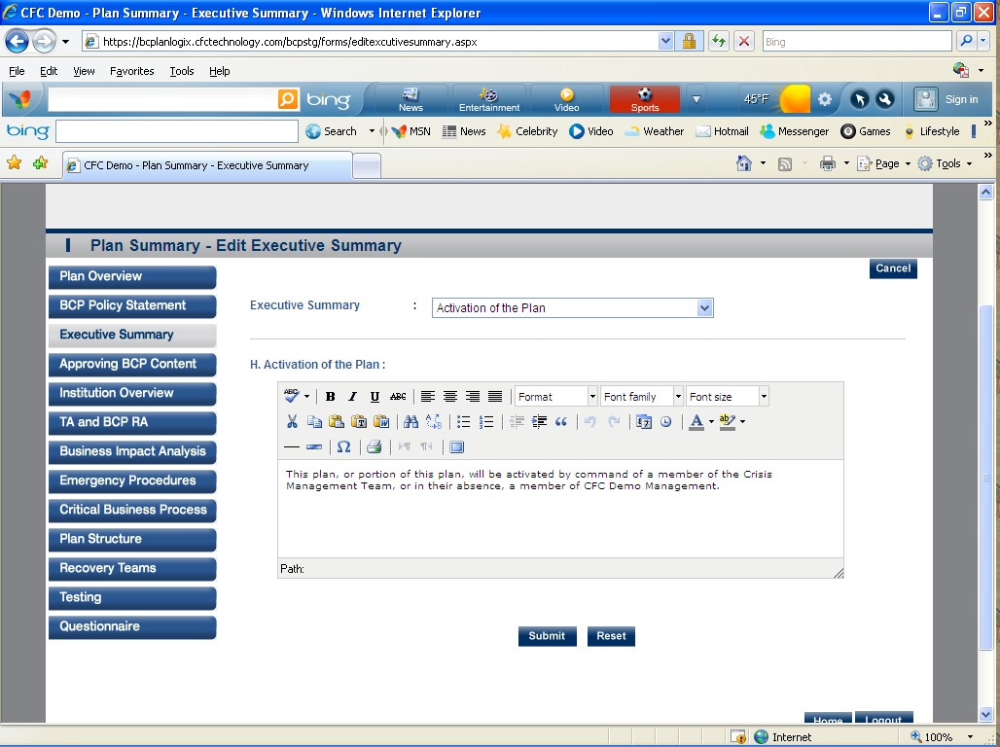 CFC Demo - Plan Summary - Executive Summary - Windows Internet Explorer
https://bcplanlogix.cfctechnology.com/bcpstg/forms/editexcutivesummary.aspx
Bing
File Edit View Favorites Tools Help
bing News Entertainment Video Sports 45°F Sign in
bing Search MSN News Celebrity Video Weather Hotmail Messenger Games Lifestyle
CFC Demo - Plan Summary - Executive Summary Page Tools
Plan Summary - Edit Executive Summary
Cancel
Plan Overview
BCP Policy Statement
Executive Summary
Approving BCP Content
Institution Overview
TA and BCP RA
Business Impact Analysis
Emergency Procedures
Critical Business Process
Plan Structure
Recovery Teams
Testing
Questionnaire
Executive Summary : Activation of the Plan
H. Activation of the Plan :
ABC B I U ABC Format Font family Font size
This plan, or portion of this plan, will be activated by command of a member of the Crisis
Management Team, or in their absence, a member of CFC Demo Management.
Path:
Submit Reset
Home Logout
Internet 100%